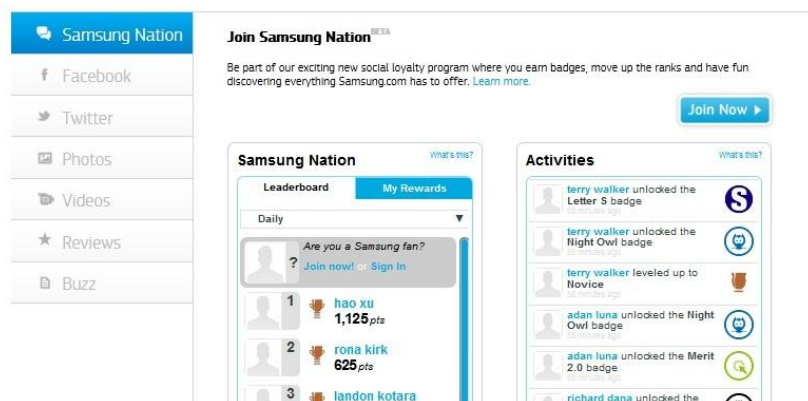 Samsung Nation
Facebook
Twitter
Photos
Videos
Reviews
Buzz
Join Samsung Nation BETA
Be part of our exciting new social loyalty program where you earn badges, move up the ranks and have fun
discovering everything Samsung.com has to offer. Learn more.
Join Now
Samsung Nation
What's this?
Leaderboard
My Rewards
Daily
?
Are you a Samsung fan?
Join now! or Sign In
1
hao xu
1,125 pts
2
rona kirk
625 pts
3
landon kotara
Activities
What's this?
terry walker unlocked the
Letter S badge
S
terry walker unlocked the
Night Owl badge
terry walker leveled up to
Novice
adan luna unlocked the Night
Owl badge
adan luna unlocked the Merit
2.0 badge
richard dana unlocked the